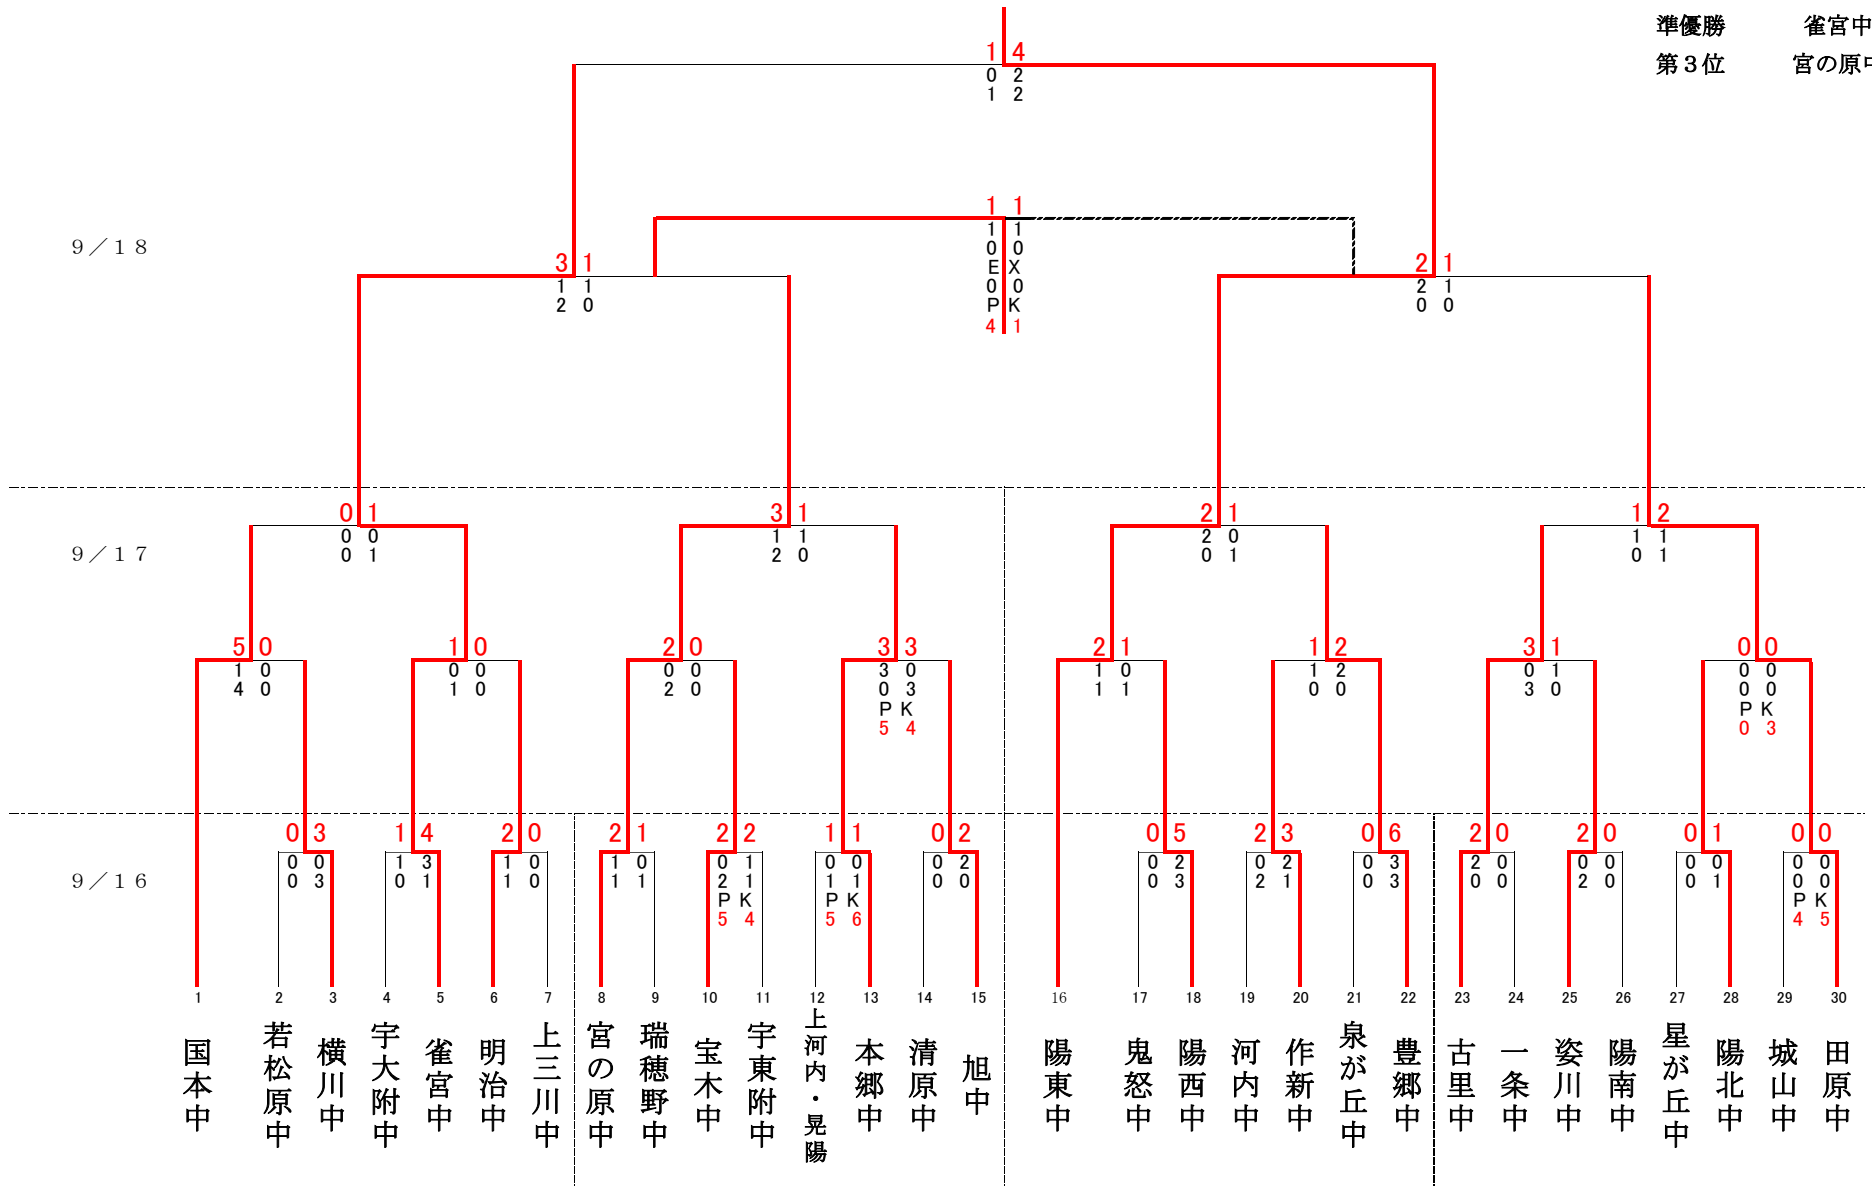 準優勝 雀宮中
第３位 宮の原中
1 4
0 2
1 2
９／１８
1 1
1 1
0 0
E X
0 0
P K
4 1
3 1
1 1
2 0
2 1
2 1
0 0
９／１７
0 1
0 0
0 1
3 1
1 1
2 0
2 1
2 0
0 1
1 2
1 1
0 1
5 0
1 0
4 0
1 0
0 0
1 0
2 0
0 0
2 0
3 3
3 0
0 3
P K
5 4
2 1
1 0
1 1
1 2
1 2
0 0
3 1
0 1
3 0
0 0
0 0
0 0
P K
0 3
９／１６
0 3
0 0
0 3
1 4
1 3
0 1
2 0
1 0
1 0
2 1
1 0
1 1
2 2
0 1
2 1
P K
5 4
1 1
0 0
1 1
P K
5 6
0 2
0 2
0 0
0 5
0 2
0 3
2 3
0 2
2 1
0 6
0 3
0 3
2 0
2 0
0 0
2 0
0 0
2 0
0 1
0 0
0 1
0 0
0 0
0 0
P K
4 5
1 2 3 4 5 6 7 8 9 10 11 12 13 14 15 16 17 18 19 20 21 22 23 24 25 26 27 28 29 30
国本中
若松原中
横川中
宇大附中
雀宮中
明治中
上三川中
宮の原中
瑞穂野中
宝木中
宇東附中
上河内・晃陽
本郷中
清原中
旭中
陽東中
鬼怒中
陽西中
河内中
作新中
泉が丘中
豊郷中
古里中
一条中
姿川中
陽南中
星が丘中
陽北中
城山中
田原中